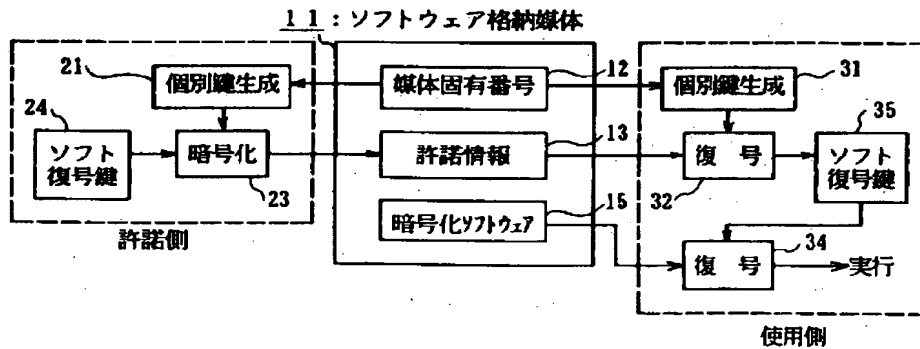 11：ソフトウェア格納媒体
21
個別鍵生成
24
ソフト
復号鍵
暗号化
23
許諾側
媒体固有番号
12
許諾情報
13
暗号化ソフトウェア
15
個別鍵生成
31
復 号
32
35
ソフト
復号鍵
復 号
34
実行
使用側